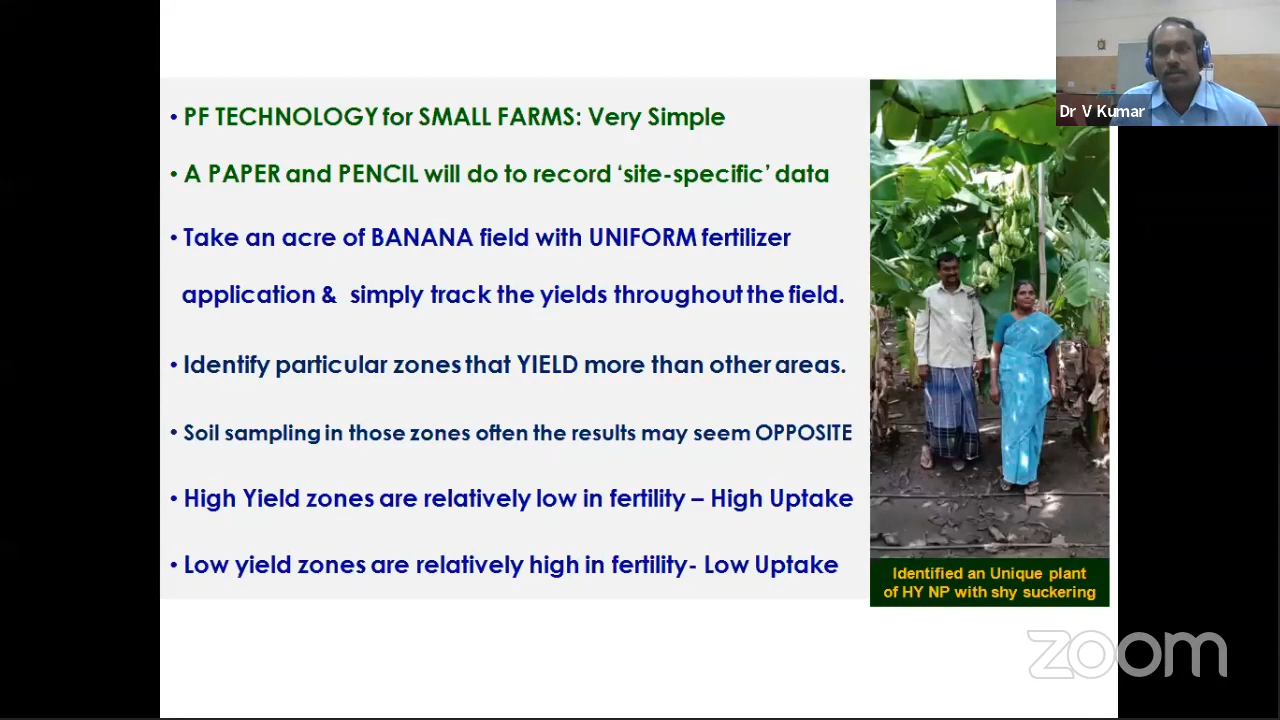 • PF TECHNOLOGY for SMALL FARMS: Very Simple
• A PAPER and PENCIL will do to record ‘site-specific’ data
• Take an acre of BANANA field with UNIFORM fertilizer
application & simply track the yields throughout the field.
• Identify particular zones that YIELD more than other areas.
• Soil sampling in those zones often the results may seem OPPOSITE
• High Yield zones are relatively low in fertility – High Uptake
• Low yield zones are relatively high in fertility- Low Uptake
Dr V Kumar
Identified an Unique plant
of HY NP with shy suckering
zoom